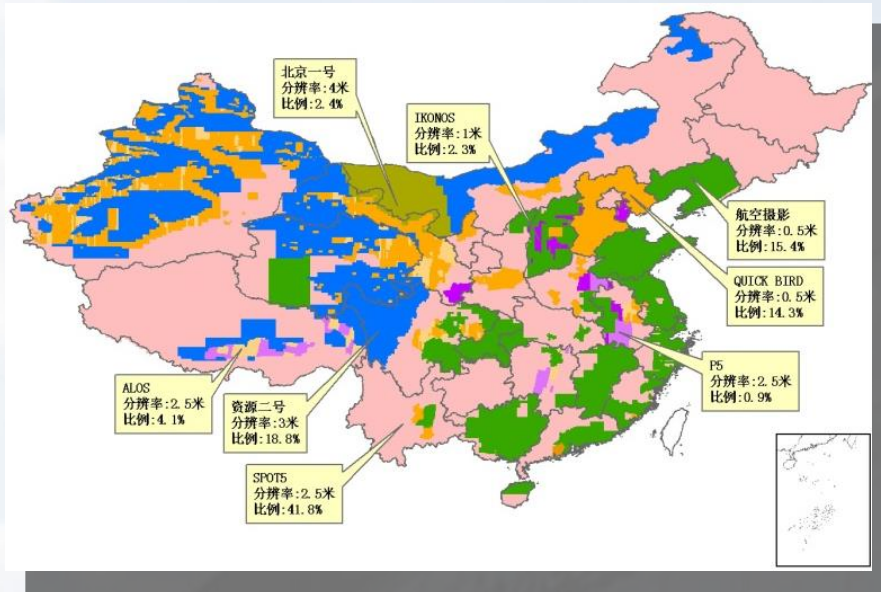 北京一号
分辨率:4米
比例:2.4%
IKONOS
分辨率:1米
比例:2.3%
航空摄影
分辨率:0.5米
比例:15.4%
QUICK BIRD
分辨率:0.5米
比例:14.3%
P5
分辨率:2.5米
比例:0.9%
ALOS
分辨率:2.5米
比例:4.1%
资源二号
分辨率:3米
比例:18.8%
SPOT5
分辨率:2.5米
比例:41.8%